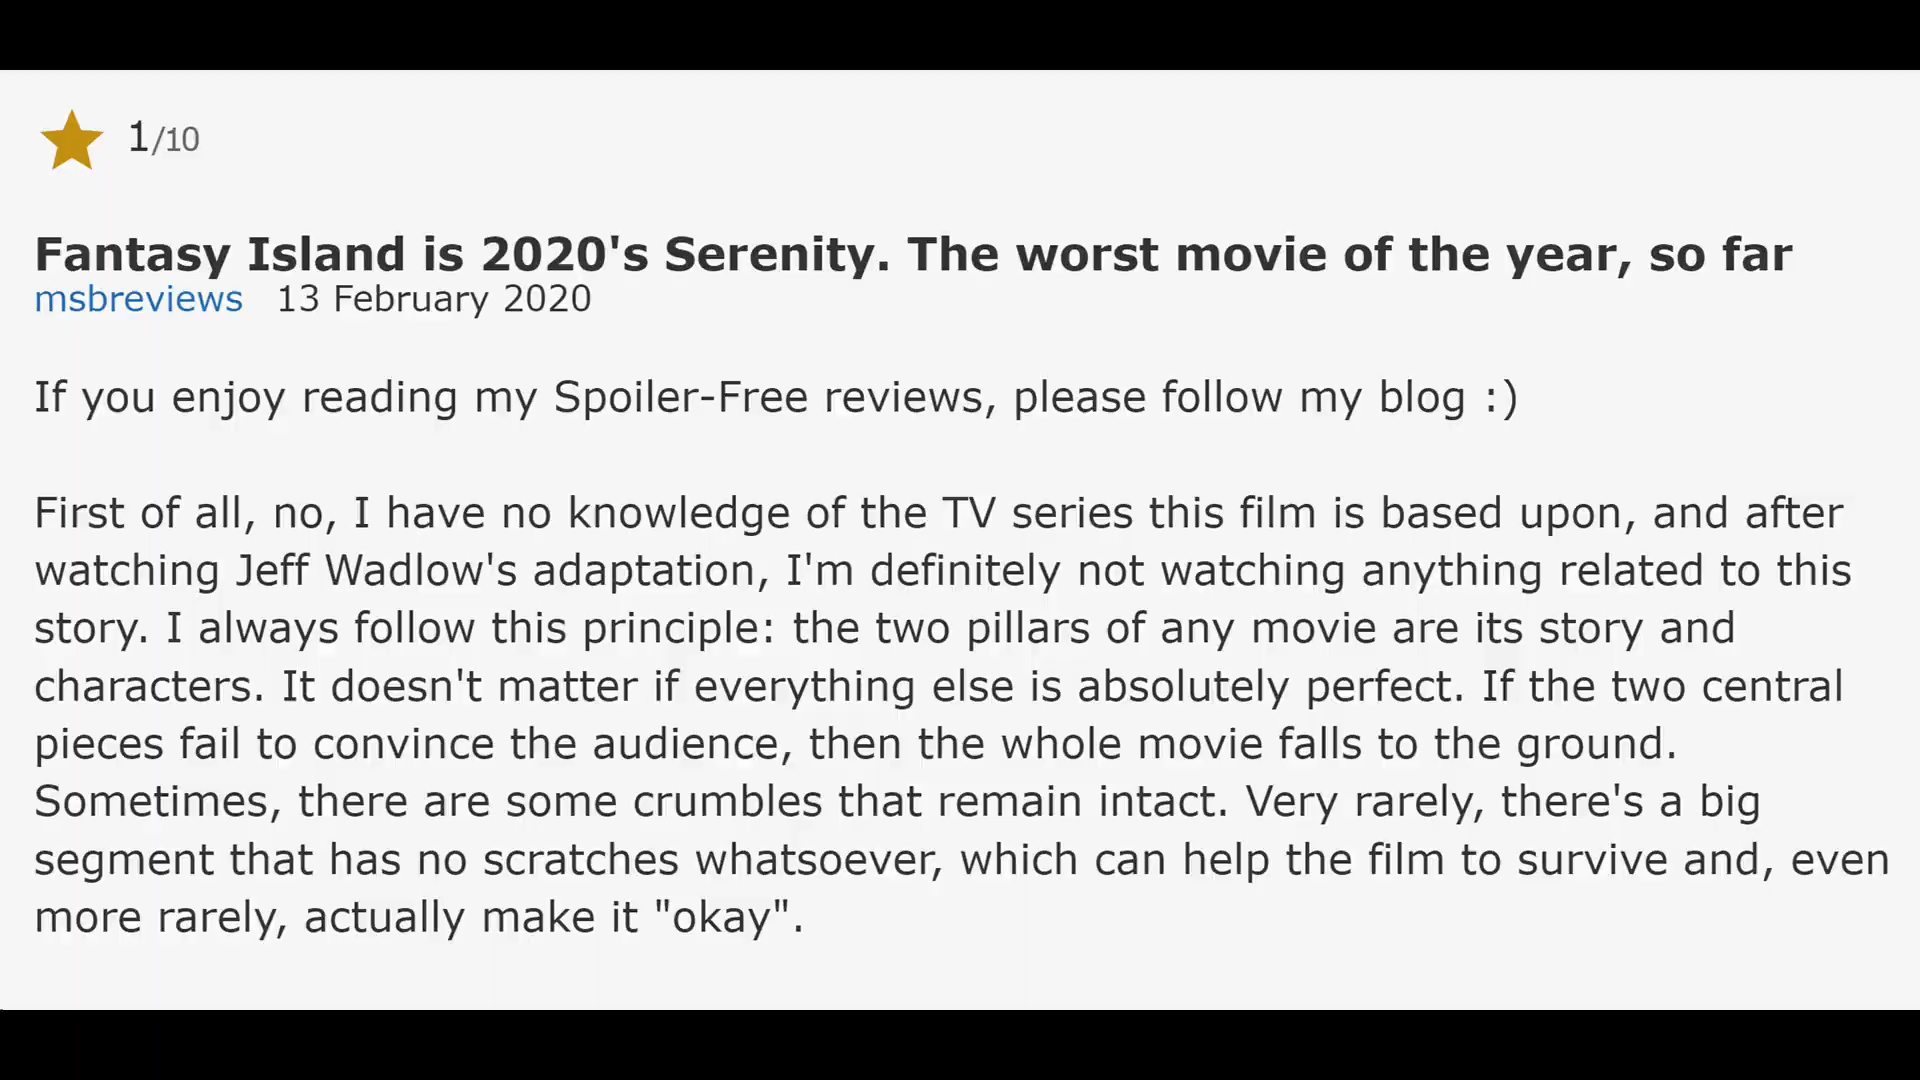 1/10
Fantasy Island is 2020's Serenity. The worst movie of the year, so far
msbreviews 13 February 2020
If you enjoy reading my Spoiler-Free reviews, please follow my blog :)
First of all, no, I have no knowledge of the TV series this film is based upon, and after
watching Jeff Wadlow's adaptation, I'm definitely not watching anything related to this
story. I always follow this principle: the two pillars of any movie are its story and
characters. It doesn't matter if everything else is absolutely perfect. If the two central
pieces fail to convince the audience, then the whole movie falls to the ground.
Sometimes, there are some crumbles that remain intact. Very rarely, there's a big
segment that has no scratches whatsoever, which can help the film to survive and, even
more rarely, actually make it "okay".